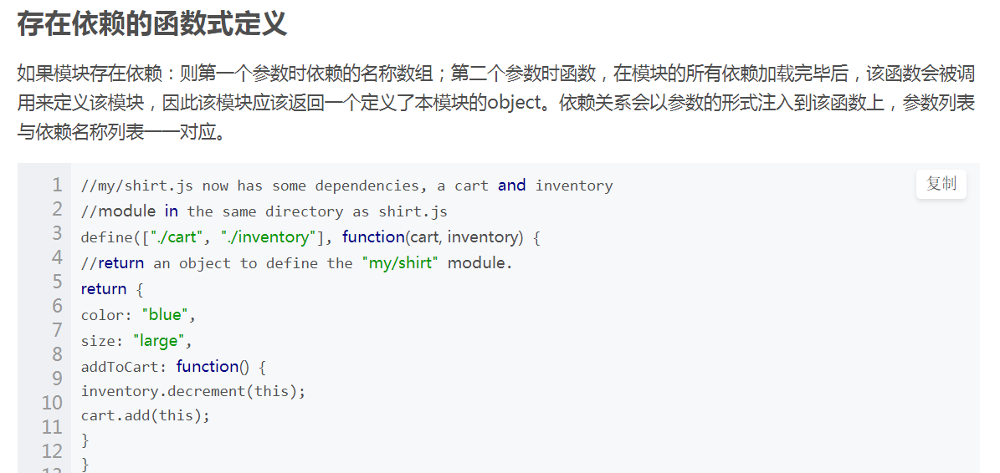 存在依赖的函数式定义
如果模块存在依赖：则第一个参数时依赖的名称数组；第二个参数时函数，在模块的所有依赖加载完毕后，该函数会被调
用来定义该模块，因此该模块应该返回一个定义了本模块的object。依赖关系会以参数的形式注入到该函数上，参数列表
与依赖名称列表一一对应。
复制
1 //my/shirt.js now has some dependencies, a cart and inventory
2 //module in the same directory as shirt.js
3 define(["./cart", "./inventory"], function(cart, inventory) {
4 //return an object to define the "my/shirt" module.
5 return {
6 color: "blue",
7 size: "large",
8 addToCart: function() {
9 inventory.decrement(this);
10 cart.add(this);
11 }
12 }